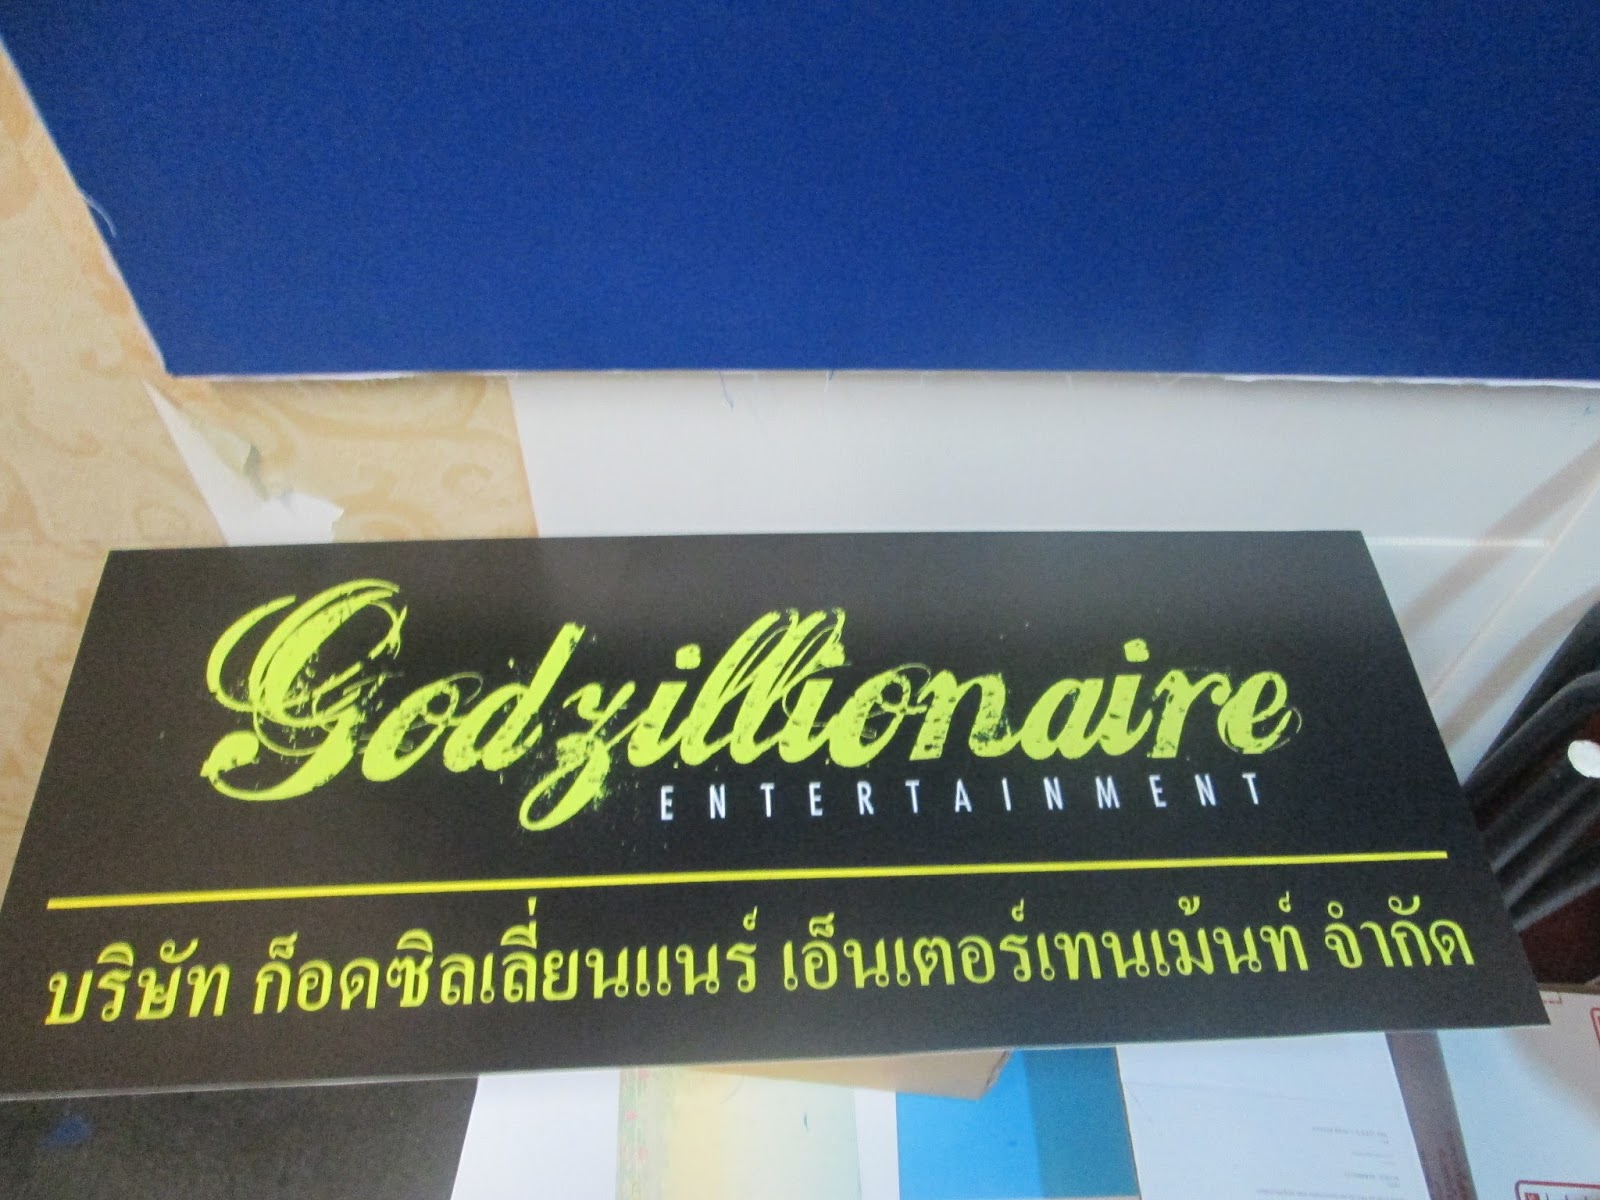 Godzillionaire
ENTERTAINMENT
บริษัท ก็อดซิลเลี่ยนแนร์ เอ็นเตอร์เทนเม้นท์ จำกัด